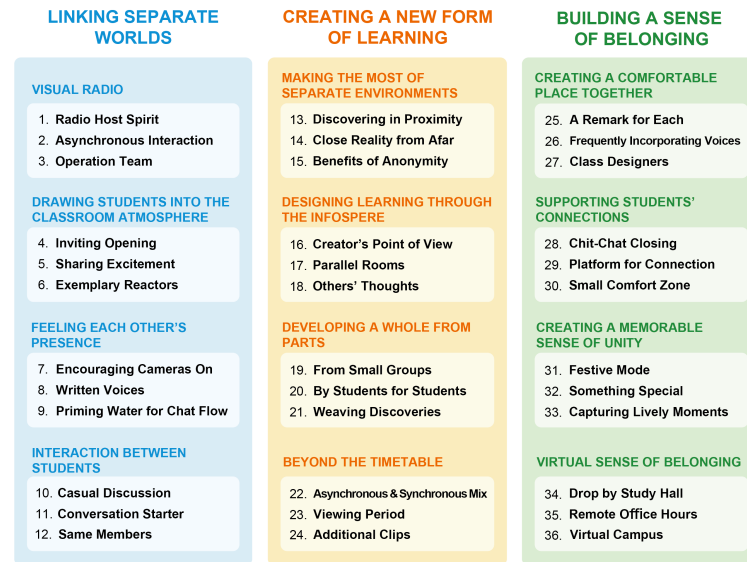 LINKING SEPARATE
WORLDS
VISUAL RADIO
1. Radio Host Spirit
2. Asynchronous Interaction
3. Operation Team
DRAWING STUDENTS INTO THE
CLASSROOM ATMOSPHERE
4. Inviting Opening
5. Sharing Excitement
6. Exemplary Reactors
FEELING EACH OTHER'S
PRESENCE
7. Encouraging Cameras On
8. Written Voices
9. Priming Water for Chat Flow
INTERACTION BETWEEN
STUDENTS
10. Casual Discussion
11. Conversation Starter
12. Same Members
CREATING A NEW FORM
OF LEARNING
MAKING THE MOST OF
SEPARATE ENVIRONMENTS
13. Discovering in Proximity
14. Close Reality from Afar
15. Benefits of Anonymity
DESIGNING LEARNING THROUGH
THE INFOSPERE
16. Creator's Point of View
17. Parallel Rooms
18. Others' Thoughts
DEVELOPING A WHOLE FROM
PARTS
19. From Small Groups
20. By Students for Students
21. Weaving Discoveries
BEYOND THE TIMETABLE
22. Asynchronous & Synchronous Mix
23. Viewing Period
24. Additional Clips
BUILDING A SENSE
OF BELONGING
CREATING A COMFORTABLE
PLACE TOGETHER
25. A Remark for Each
26. Frequently Incorporating Voices
27. Class Designers
SUPPORTING STUDENTS'
CONNECTIONS
28. Chit-Chat Closing
29. Platform for Connection
30. Small Comfort Zone
CREATING A MEMORABLE
SENSE OF UNITY
31. Festive Mode
32. Something Special
33. Capturing Lively Moments
VIRTUAL SENSE OF BELONGING
34. Drop by Study Hall
35. Remote Office Hours
36. Virtual Campus